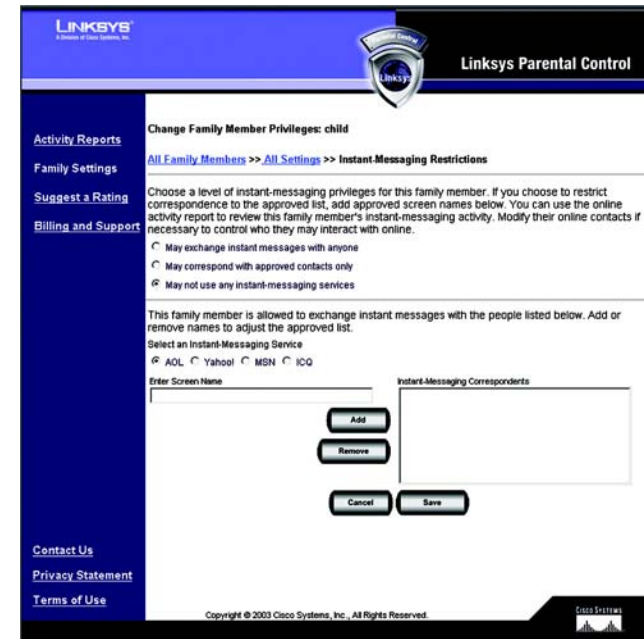 LINKSYS®
A Division of Cisco Systems, Inc.
Parental Control
Linksys
Linksys Parental Control
Activity Reports
Family Settings
Suggest a Rating
Billing and Support
Change Family Member Privileges: child
All Family Members >> All Settings >> Instant-Messaging Restrictions
Choose a level of instant-messaging privileges for this family member. If you choose to restrict
correspondence to the approved list, add approved screen names below. You can use the online
activity report to review this family member's instant-messaging activity. Modify their online contacts if
necessary to control who they may interact with online.
May exchange instant messages with anyone
May correspond with approved contacts only
May not use any instant-messaging services
This family member is allowed to exchange instant messages with the people listed below. Add or
remove names to adjust the approved list.
Select an Instant-Messaging Service
AOL Yahoo! MSN ICQ
Enter Screen Name
Instant-Messaging Correspondents
Add
Remove
Cancel Save
Contact Us
Privacy Statement
Terms of Use
Copyright © 2003 Cisco Systems, Inc., All Rights Reserved.
CISCO SYSTEMS